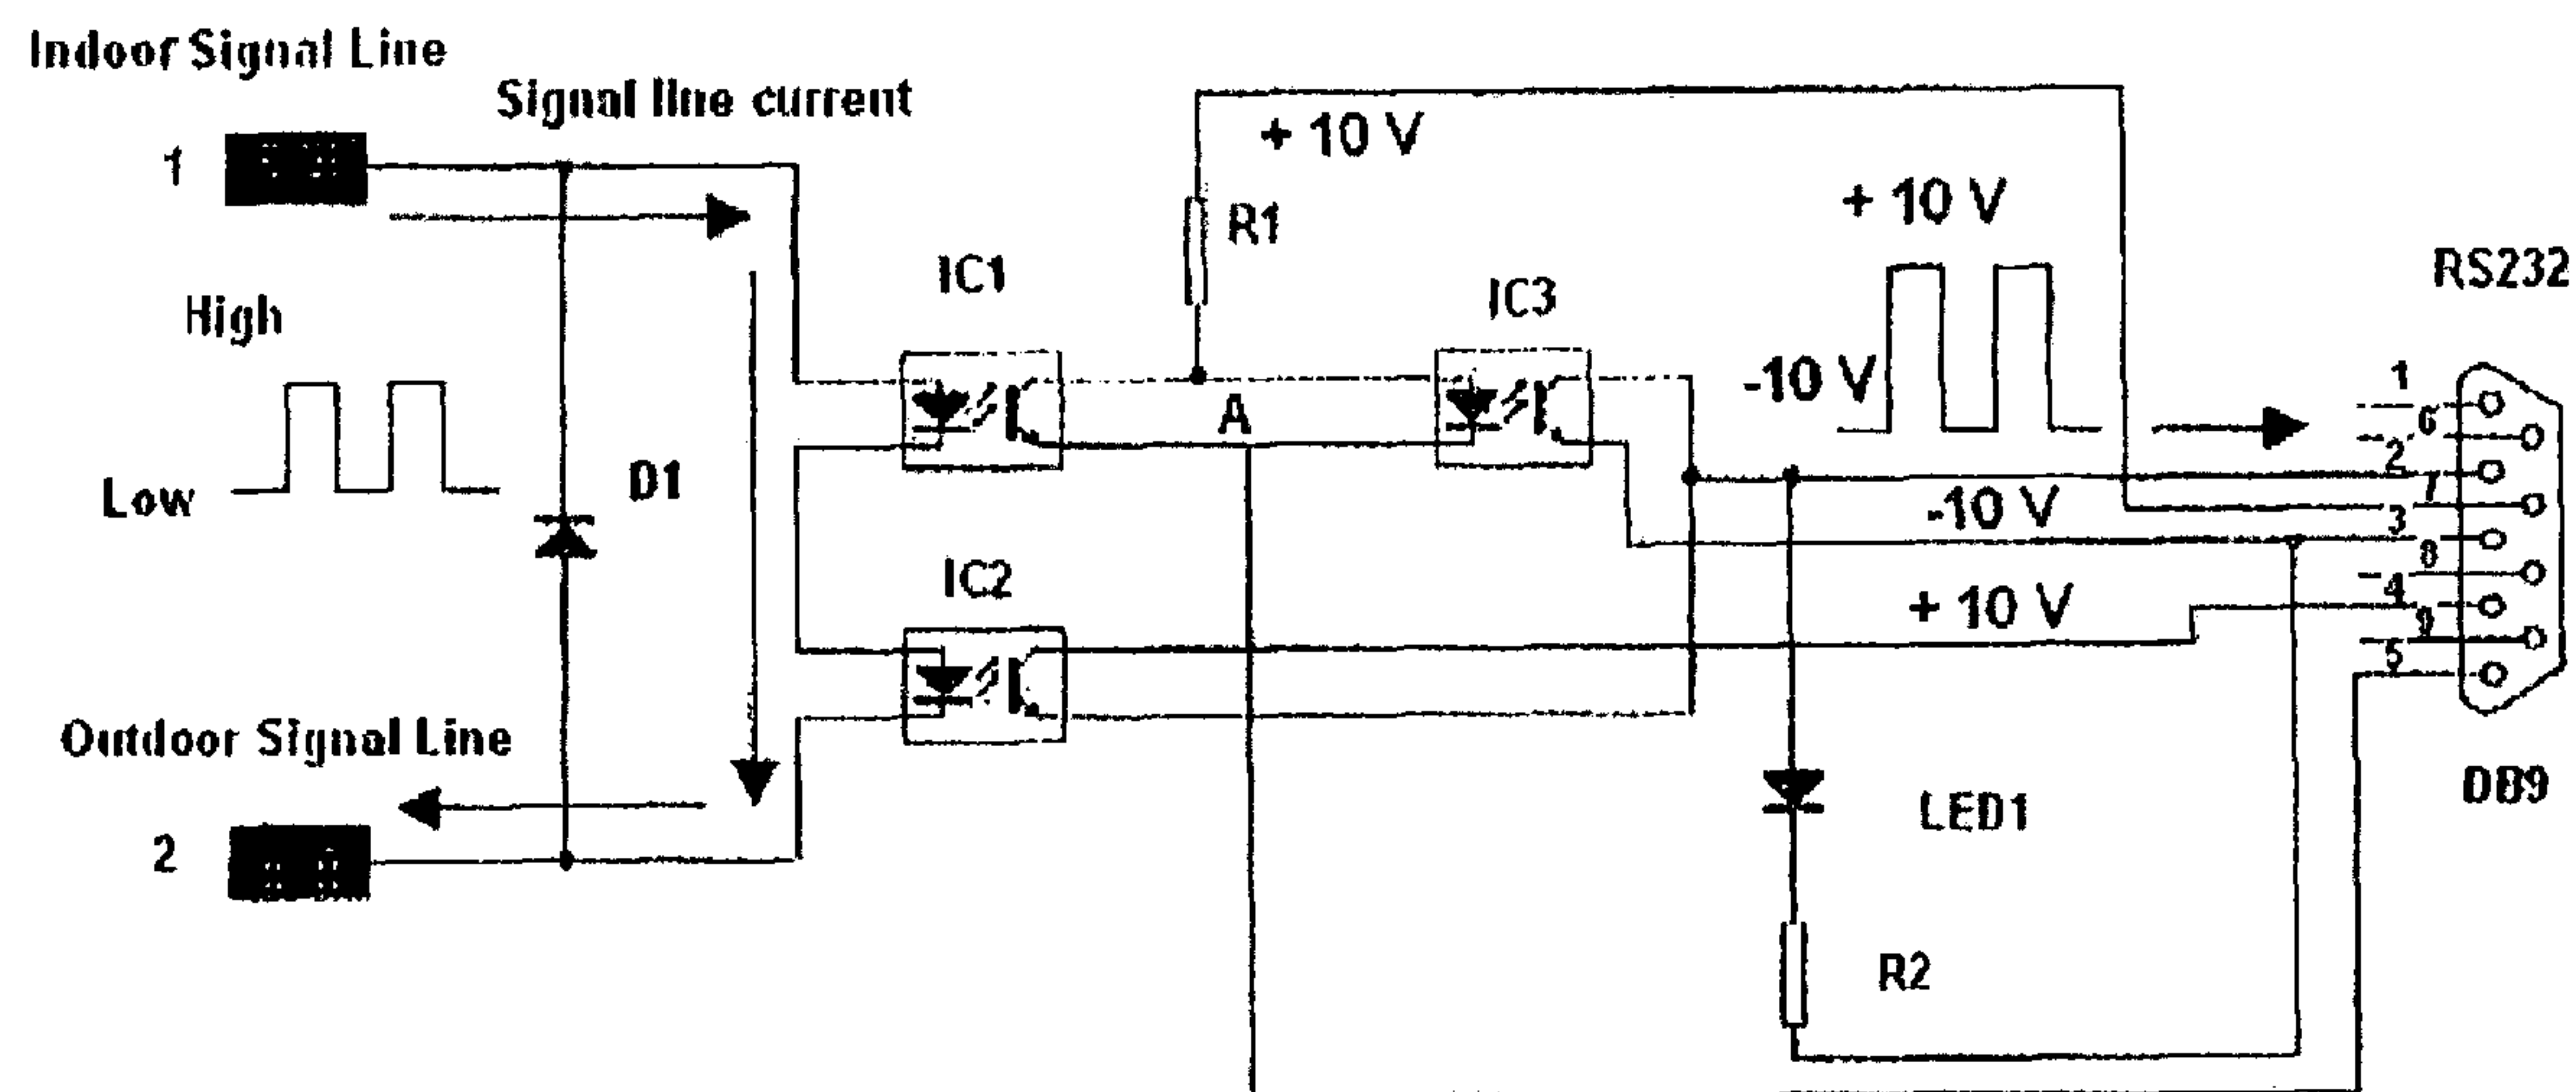 Indoor Signal Line
Signal line current
1
+ 10 V
R1
+ 10 V
RS232
IC1
IC3
High
-10 V
A
Low
D1
-10 V
IC2
+ 10 V
1
6
2
7
3
8
4
9
5
Outdoor Signal Line
2
LED1
DB9
R2